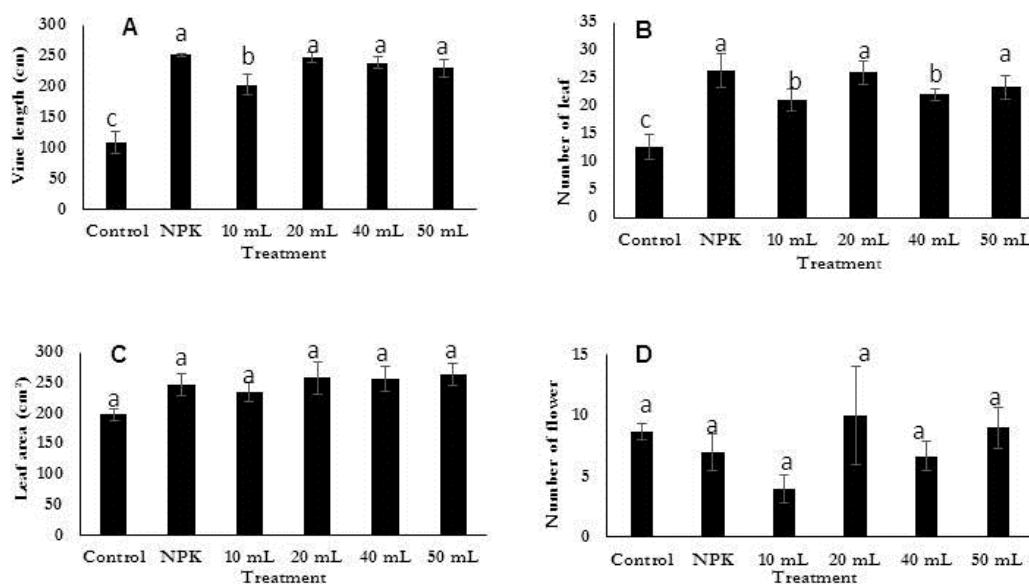 A
Vine length (cm)
300
250
200
150
100
50
0
c
a
b
a
a
a
Control NPK 10 mL 20 mL 40 mL 50 mL
Treatment
B
Number of leaf
35
30
25
20
15
10
5
0
c
a
b
a
b
a
Control NPK 10 mL 20 mL 40 mL 50 mL
Treatment
C
Leaf area (cm²)
300
250
200
150
100
50
0
a
a
a
a
a
a
Control NPK 10 mL 20 mL 40 mL 50 mL
Treatment
D
Number of flower
15
10
5
0
a
a
a
a
a
a
Control NPK 10 mL 20 mL 40 mL 50 mL
Treatment